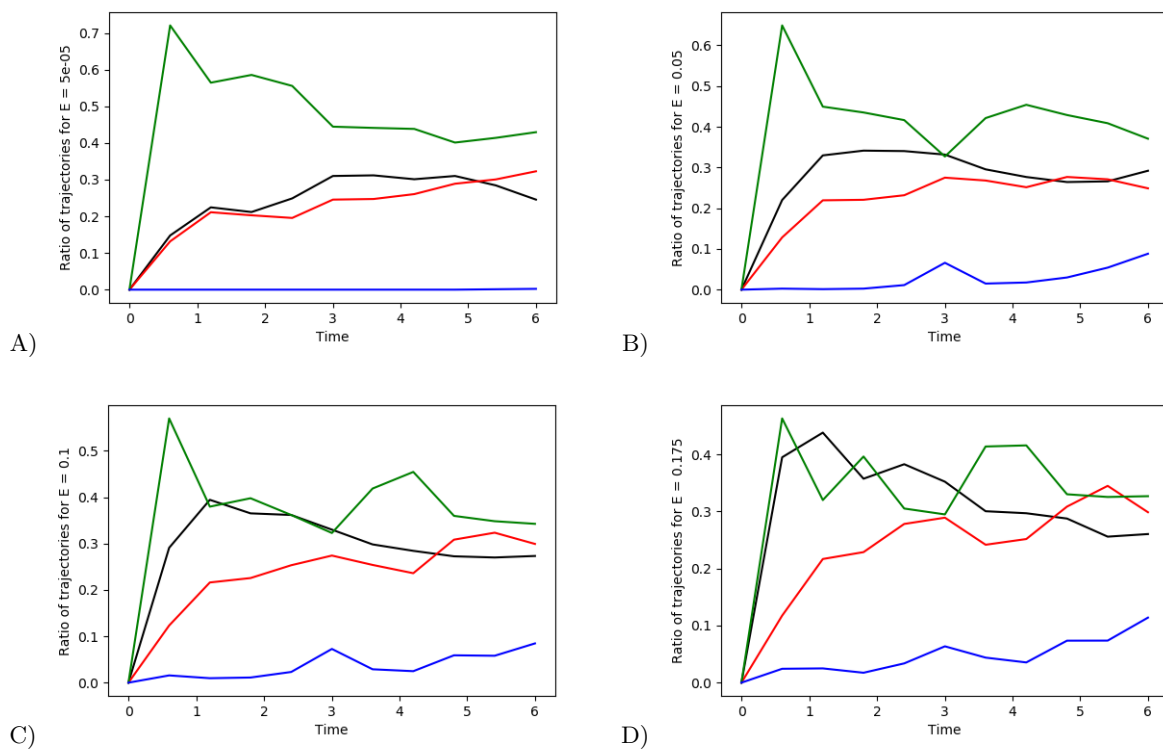 Ratio of trajectories for E = 5e-05
0.7
0.6
0.5
0.4
0.3
0.2
0.1
0.0
0 1 2 3 4 5 6
Time
A)
Ratio of trajectories for E = 0.05
0.6
0.5
0.4
0.3
0.2
0.1
0.0
0 1 2 3 4 5 6
Time
B)
Ratio of trajectories for E = 0.1
0.5
0.4
0.3
0.2
0.1
0.0
0 1 2 3 4 5 6
Time
C)
Ratio of trajectories for E = 0.175
0.4
0.3
0.2
0.1
0.0
0 1 2 3 4 5 6
Time
D)